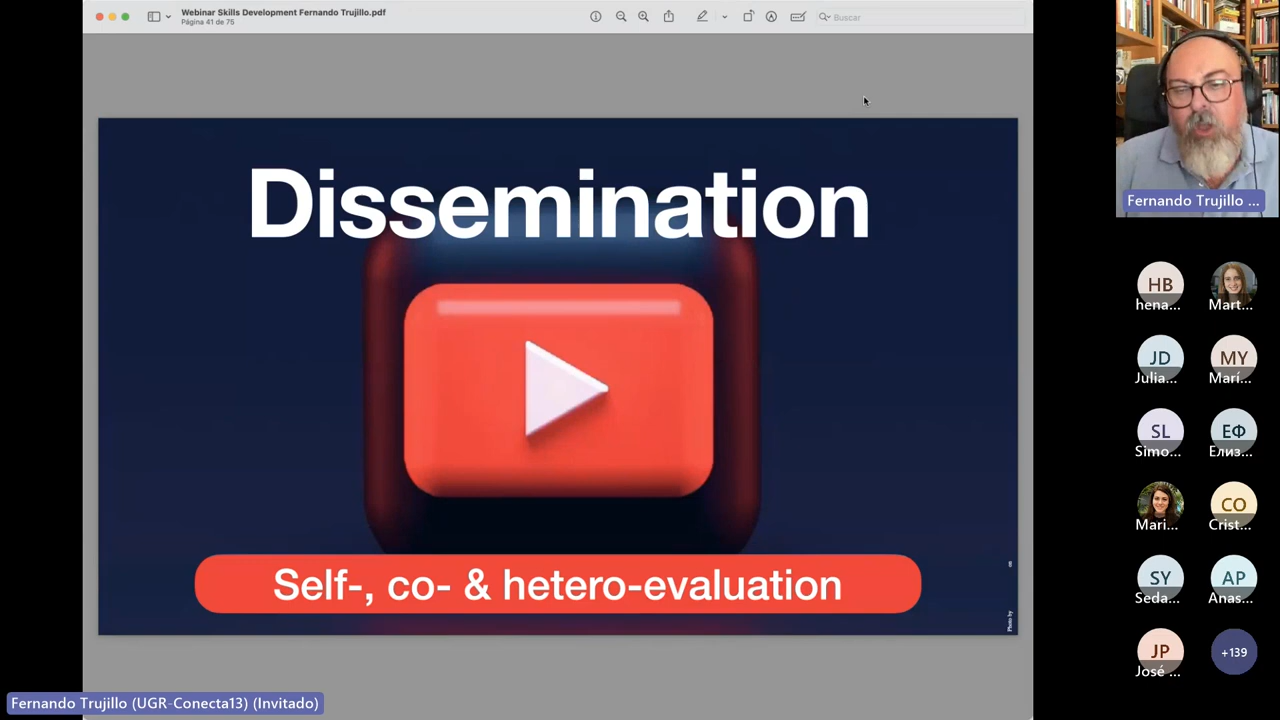 Webinar Skills Development Fernando Trujillo.pdf
Página 41 de 75
Buscar
Dissemination
Self-, co- & hetero-evaluation
Photo by
Fernando Trujillo ...
HB
hena...
Mart...
JD
Julia...
MY
Marí...
SL
Simo...
ЕФ
Елиз...
Mari...
CO
Crist...
SY
Seda...
AP
Anas...
JP
José ...
+139
Fernando Trujillo (UGR-Conecta13) (Invitado)